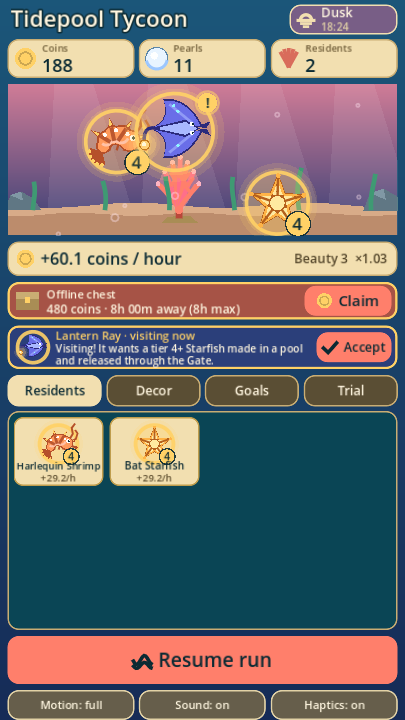 Tidepool Tycoon
Dusk
18:24
Coins
188
Pearls
11
Residents
2
!
4
4
+60.1 coins / hour
Beauty 3 ×1.03
Offline chest
480 coins · 8h 00m away (8h max)
Claim
Lantern Ray · visiting now
Visiting! It wants a tier 4+ Starfish made in a pool
and released through the Gate.
Accept
Residents
Decor
Goals
Trial
4
4
Harlequin Shrimp
Bat Starfish
+29.2/h
+29.2/h
Resume run
Motion: full
Sound: on
Haptics: on